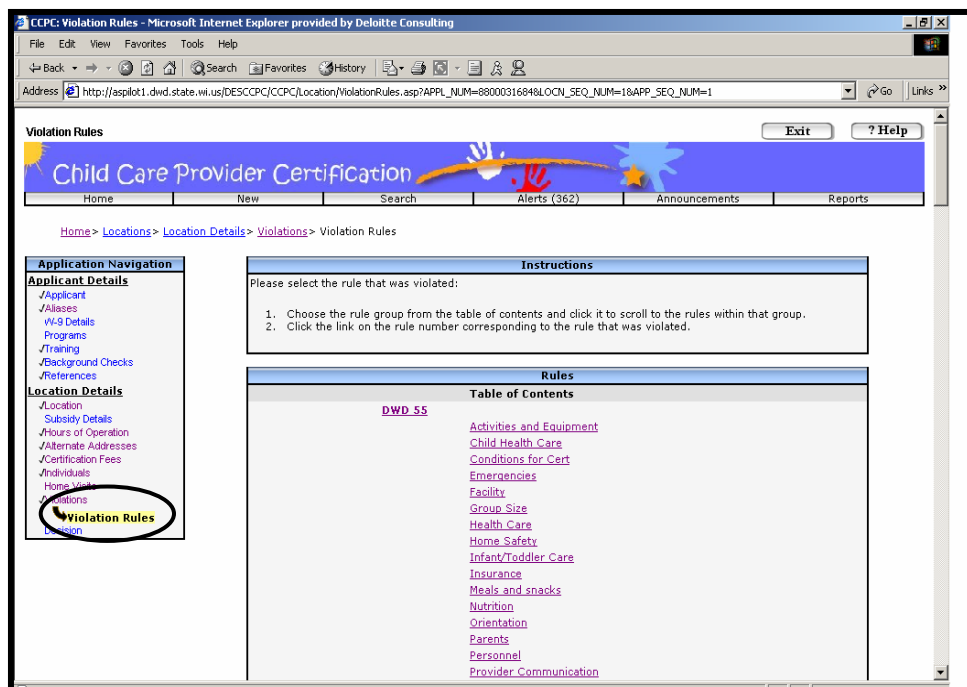 CCPC: Violation Rules - Microsoft Internet Explorer provided by Deloitte Consulting
File Edit View Favorites Tools Help
Back Search Favorites History
Address http://aspilot1.dwd.state.wi.us/DESCCPC/CCPC/Location/ViolationRules.asp?APPL_NUM=8800031684&LOCN_SEQ_NUM=1&APP_SEQ_NUM=1 Go Links »
Violation Rules Exit ? Help
Child Care Provider Certification
Home New Search Alerts (362) Announcements Reports
Home> Locations> Location Details> Violations> Violation Rules
Application Navigation
Applicant Details
√Applicant
√Aliases
W-9 Details
Programs
√Training
√Background Checks
√References
Location Details
√Location
Subsidy Details
√Hours of Operation
√Alternate Addresses
√Certification Fees
√Individuals
Home Visits
√Violations
Violation Rules
Decision
Instructions
Please select the rule that was violated:
1. Choose the rule group from the table of contents and click it to scroll to the rules within that group.
2. Click the link on the rule number corresponding to the rule that was violated.
Rules
Table of Contents
DWD 55
Activities and Equipment
Child Health Care
Conditions for Cert
Emergencies
Facility
Group Size
Health Care
Home Safety
Infant/Toddler Care
Insurance
Meals and snacks
Nutrition
Orientation
Parents
Personnel
Provider Communication